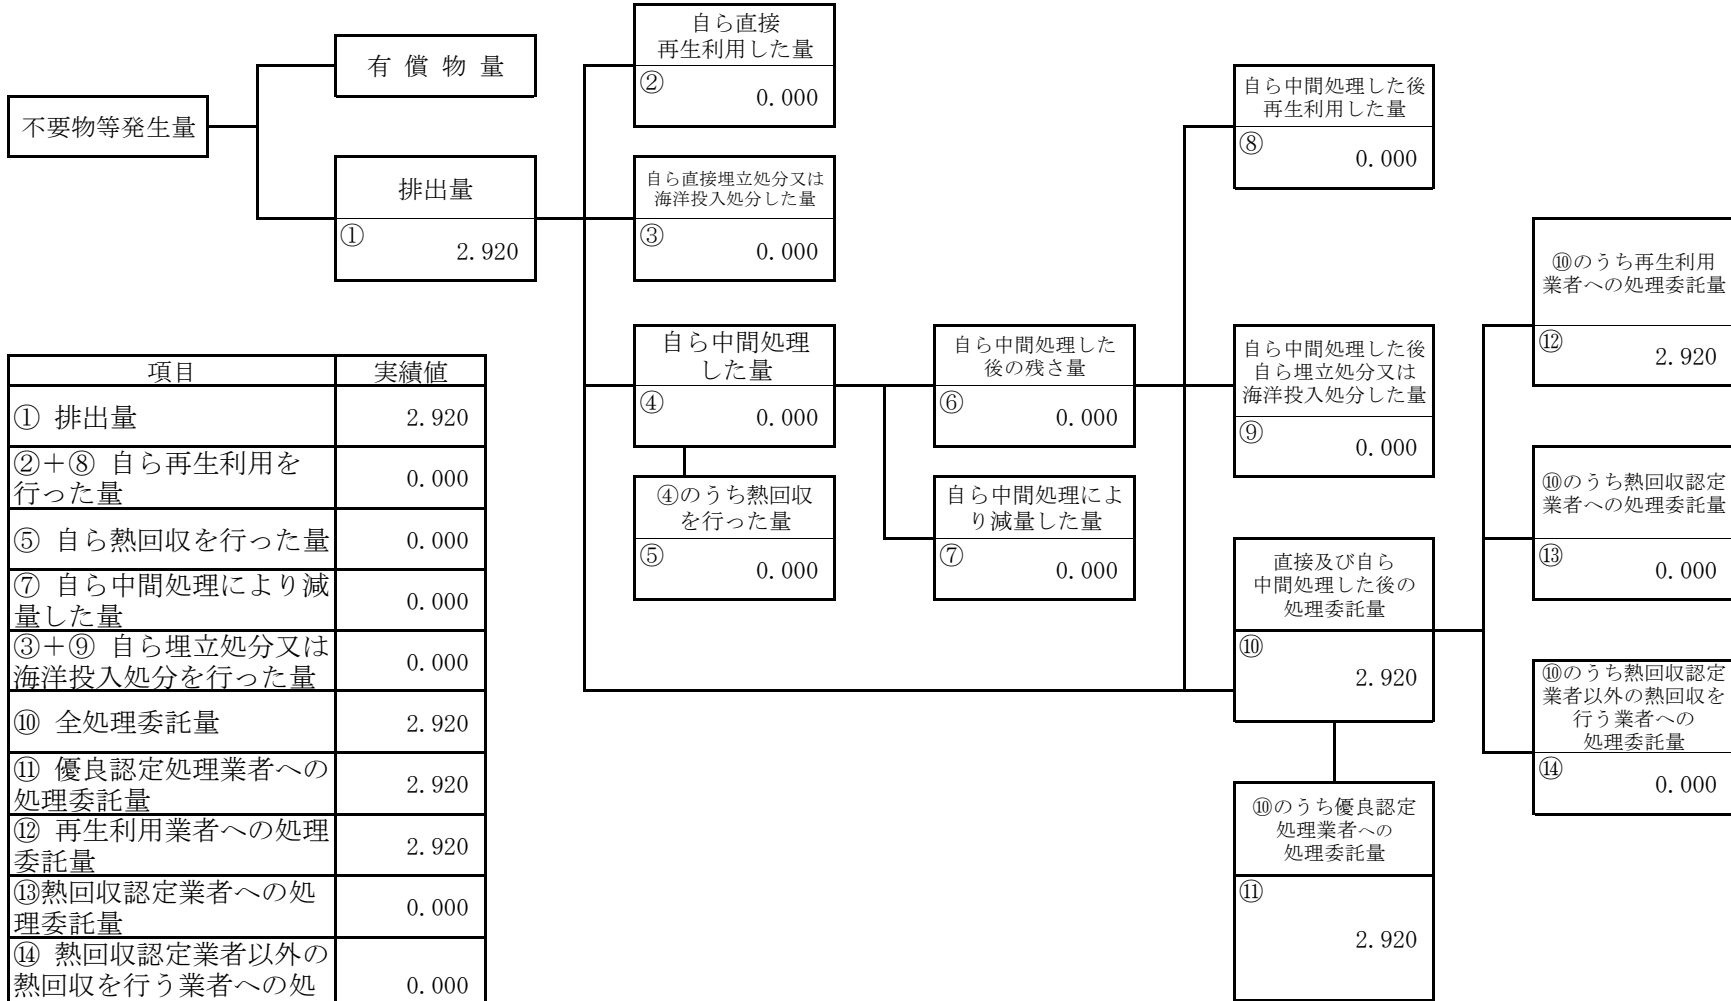 不要物等発生量
有 償 物 量
排出量
①
2.920
自ら直接
再生利用した量
②
0.000
自ら直接埋立処分又は
海洋投入処分した量
③
0.000
自ら中間処理
した量
④
0.000
④のうち熱回収
を行った量
⑤
0.000
自ら中間処理した
後の残さ量
⑥
0.000
自ら中間処理によ
り減量した量
⑦
0.000
自ら中間処理した後
再生利用した量
⑧
0.000
自ら中間処理した後
自ら埋立処分又は
海洋投入処分した量
⑨
0.000
直接及び自ら
中間処理した後の
処理委託量
⑩
2.920
⑩のうち優良認定
処理業者への
処理委託量
⑪
2.920
⑩のうち再生利用
業者への処理委託量
⑫
2.920
⑩のうち熱回収認定
業者への処理委託量
⑬
0.000
⑩のうち熱回収認定
業者以外の熱回収を
行う業者への
処理委託量
⑭
0.000
項目 実績値
① 排出量 2.920
②+⑧ 自ら再生利用を
行った量 0.000
⑤ 自ら熱回収を行った量 0.000
⑦ 自ら中間処理により減
量した量 0.000
③+⑨ 自ら埋立処分又は
海洋投入処分を行った量 0.000
⑩ 全処理委託量 2.920
⑪ 優良認定処理業者への
処理委託量 2.920
⑫ 再生利用業者への処理
委託量 2.920
⑬熱回収認定業者への処
理委託量 0.000
⑭ 熱回収認定業者以外の
熱回収を行う業者への処 0.000